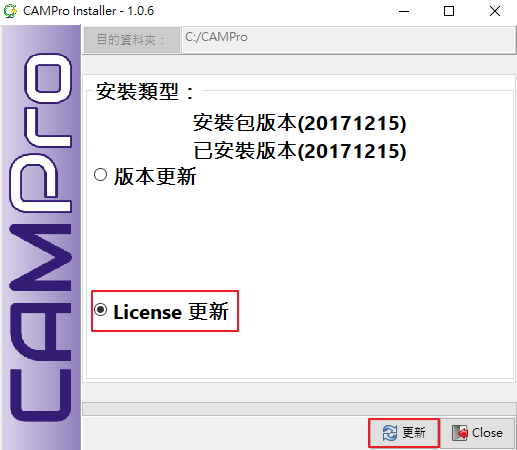 CAMPro Installer - 1.0.6
目的資料夾：
C:/CAMPro
CAMPro
安裝類型：
安裝包版本(20171215)
已安裝版本(20171215)
版本更新
License 更新
更新
Close